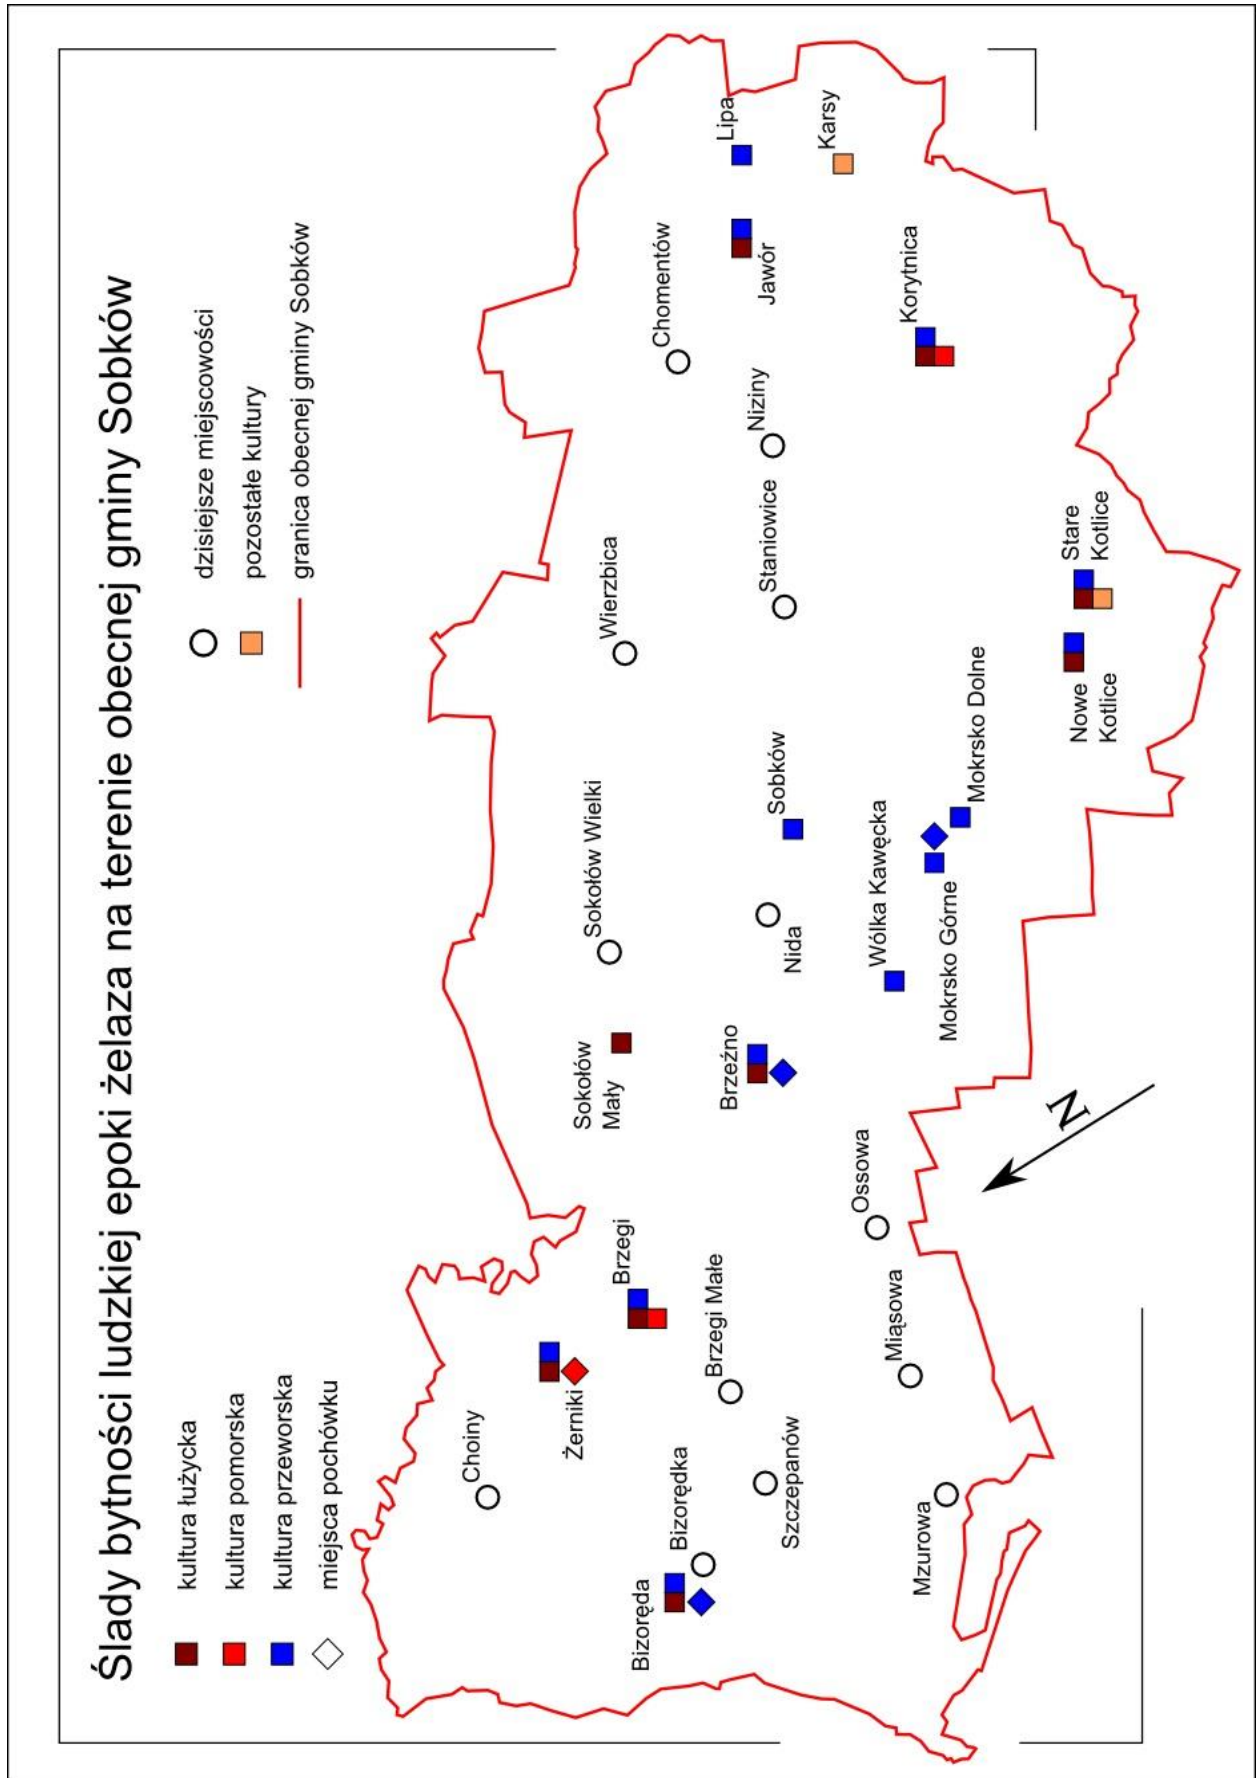 Ślady bytności ludzkiej epoki żelaza na terenie obecnej gminy Sobków
kultura łużycka
kultura pomorska
kultura przeworska
miejsca pochówku
dzisiejsze miejscowości
pozostałe kultury
granica obecnej gminy Sobków
Choiny
Żerniki
Brzegi
Bizoręda
Bizorędka
Brzegi Małe
Szczepanów
Mzurowa
Miąsowa
Ossowa
Sokołów
Mały
Sokołów Wielki
Brzeźno
Nida
Sobków
Wólka Kawęcka
Mokrsko Górne
Mokrsko Dolne
Wierzbica
Staniowice
Niziny
Chomentów
Jawór
Lipa
Karsy
Korytnica
Nowe
Kotlice
Stare
Kotlice
N